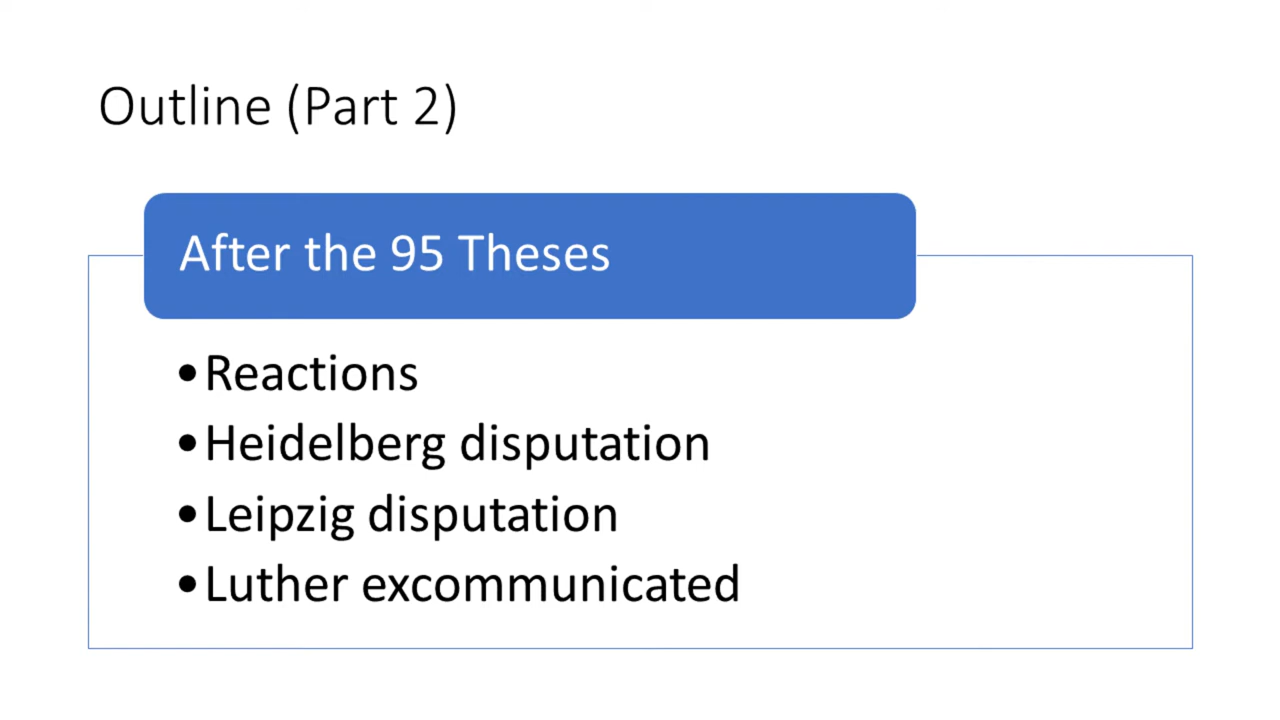 Outline (Part 2)
After the 95 Theses
•Reactions
•Heidelberg disputation
•Leipzig disputation
•Luther excommunicated